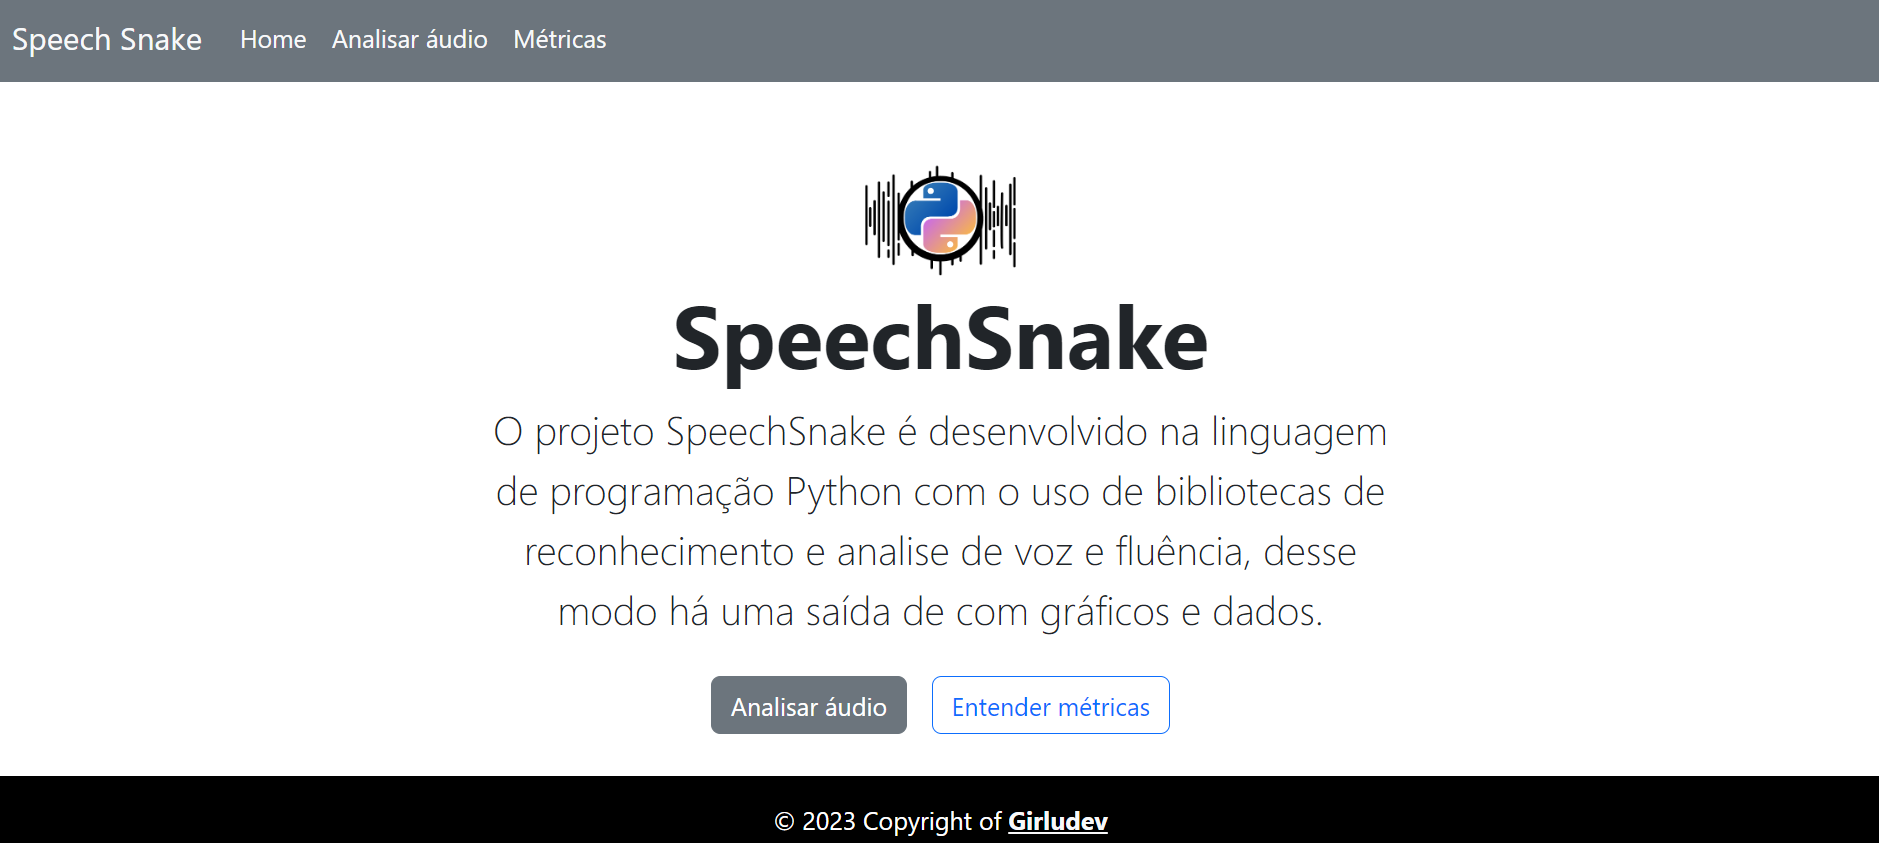 Speech Snake Home Analisar áudio Métricas
SpeechSnake
O projeto SpeechSnake é desenvolvido na linguagem
de programação Python com o uso de bibliotecas de
reconhecimento e analise de voz e fluência, desse
modo há uma saída de com gráficos e dados.
Analisar áudio Entender métricas
© 2023 Copyright of Girludev